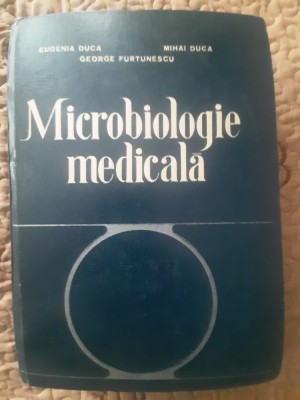 EUGENIA DUCA MIHAI DUCA
GEORGE FURTUNESCU
Microbiologie
medicală